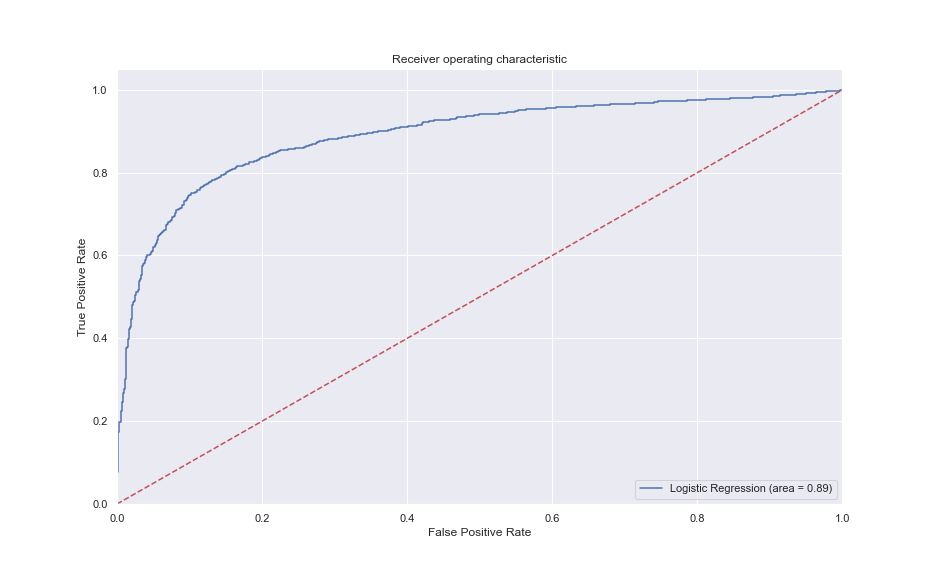 Receiver operating characteristic
1.0
0.8
0.6
0.4
0.2
0.0
True Positive Rate
0.0 0.2 0.4 0.6 0.8 1.0
False Positive Rate
Logistic Regression (area = 0.89)